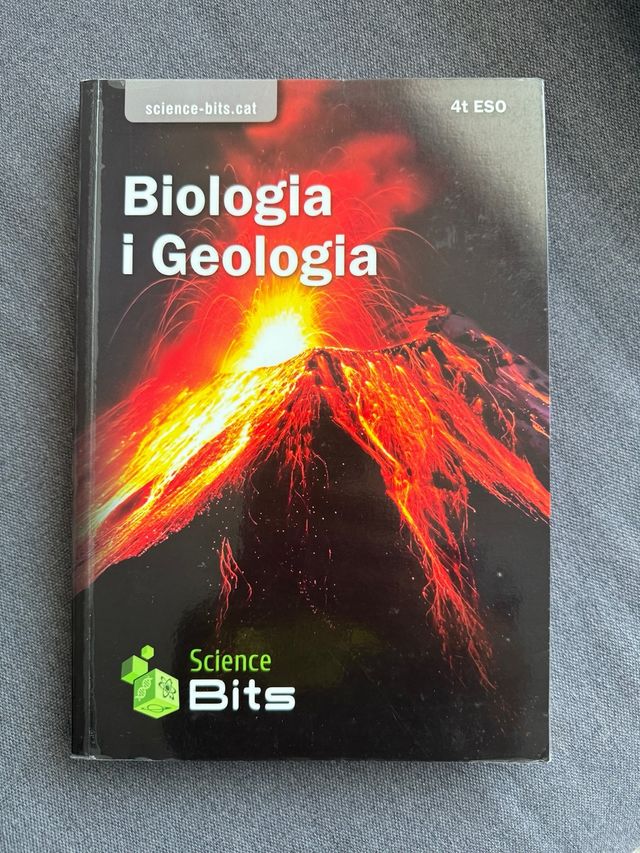 science-bits.cat
4t ESO
Biologia
i Geologia
Science
Bits